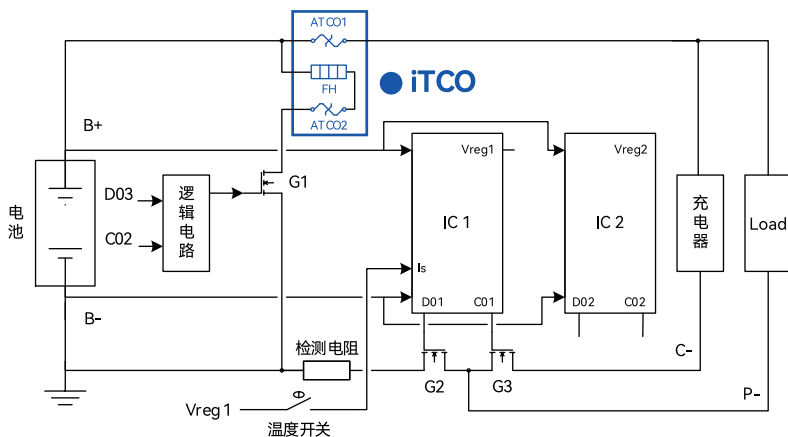 ATCO1
FH
ATCO2
iTCO
B+
Vreg1
Vreg2
D03
逻辑电路
G1
电池
C02
IC 1
IC 2
充电器
Load
Is
D01
C01
D02
C02
B-
检测电阻
G2
G3
C-
P-
Vreg1
温度开关